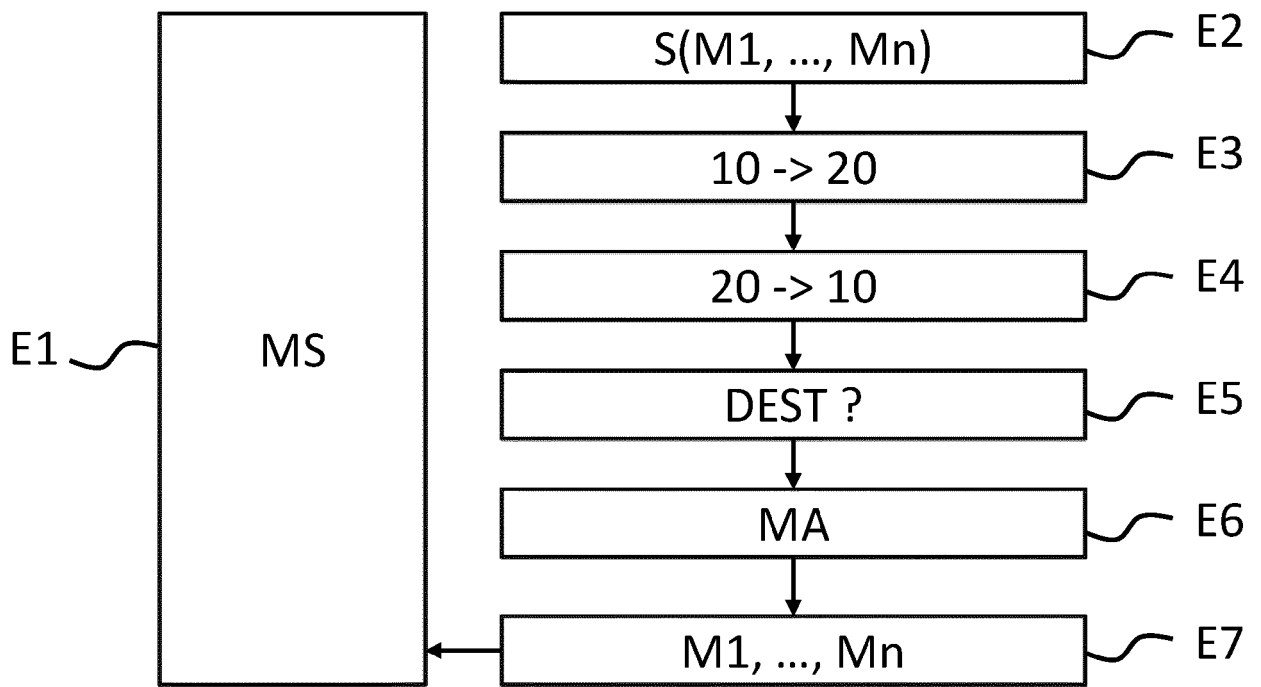 S(M1, ..., Mn)
E2
10 -> 20
E3
20 -> 10
E4
E1
MS
DEST ?
E5
MA
E6
M1, ..., Mn
E7